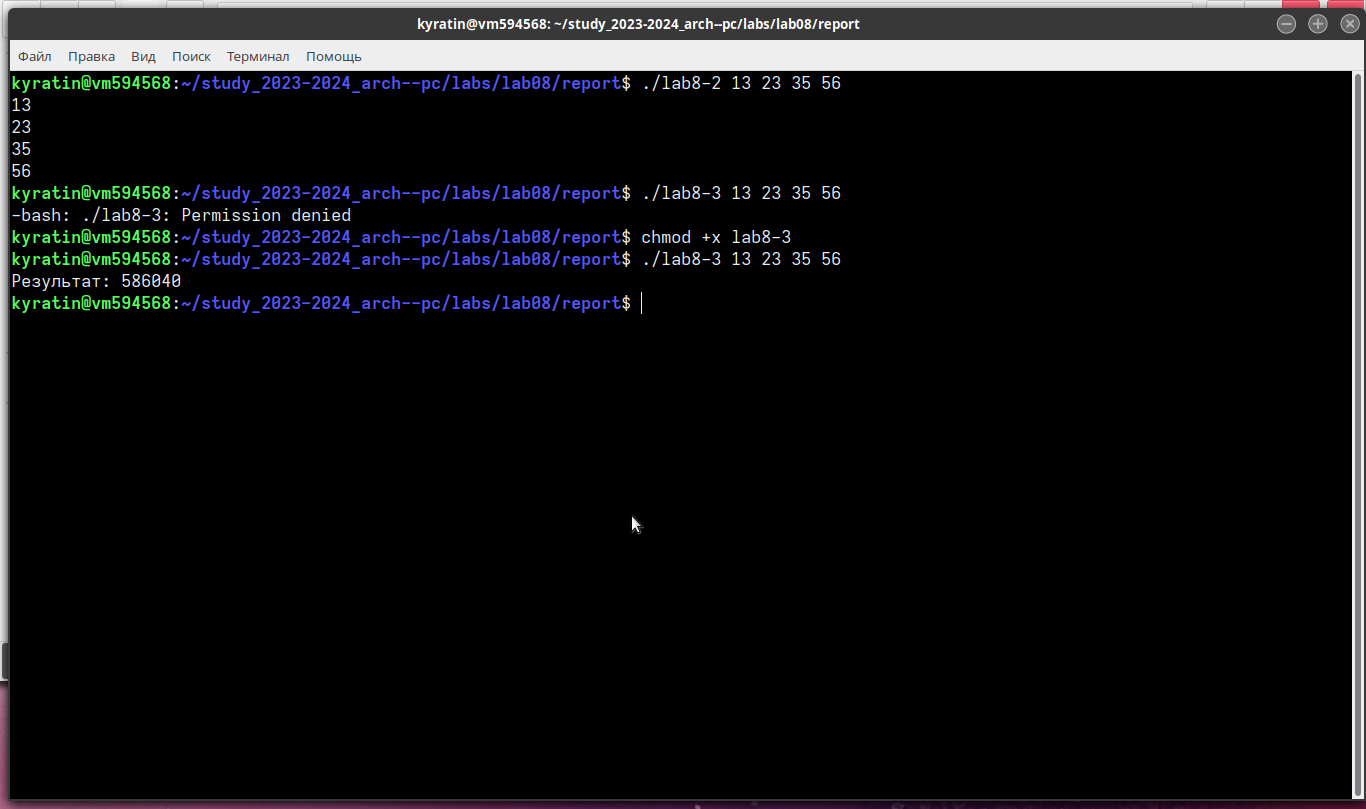 kyratin@vm594568: ~/study_2023-2024_arch--pc/labs/lab08/report
Файл Правка Вид Поиск Терминал Помощь
kyratin@vm594568:~/study_2023-2024_arch--pc/labs/lab08/report$ ./lab8-2 13 23 35 56
13
23
35
56
kyratin@vm594568:~/study_2023-2024_arch--pc/labs/lab08/report$ ./lab8-3 13 23 35 56
-bash: ./lab8-3: Permission denied
kyratin@vm594568:~/study_2023-2024_arch--pc/labs/lab08/report$ chmod +x lab8-3
kyratin@vm594568:~/study_2023-2024_arch--pc/labs/lab08/report$ ./lab8-3 13 23 35 56
Результат: 586040
kyratin@vm594568:~/study_2023-2024_arch--pc/labs/lab08/report$